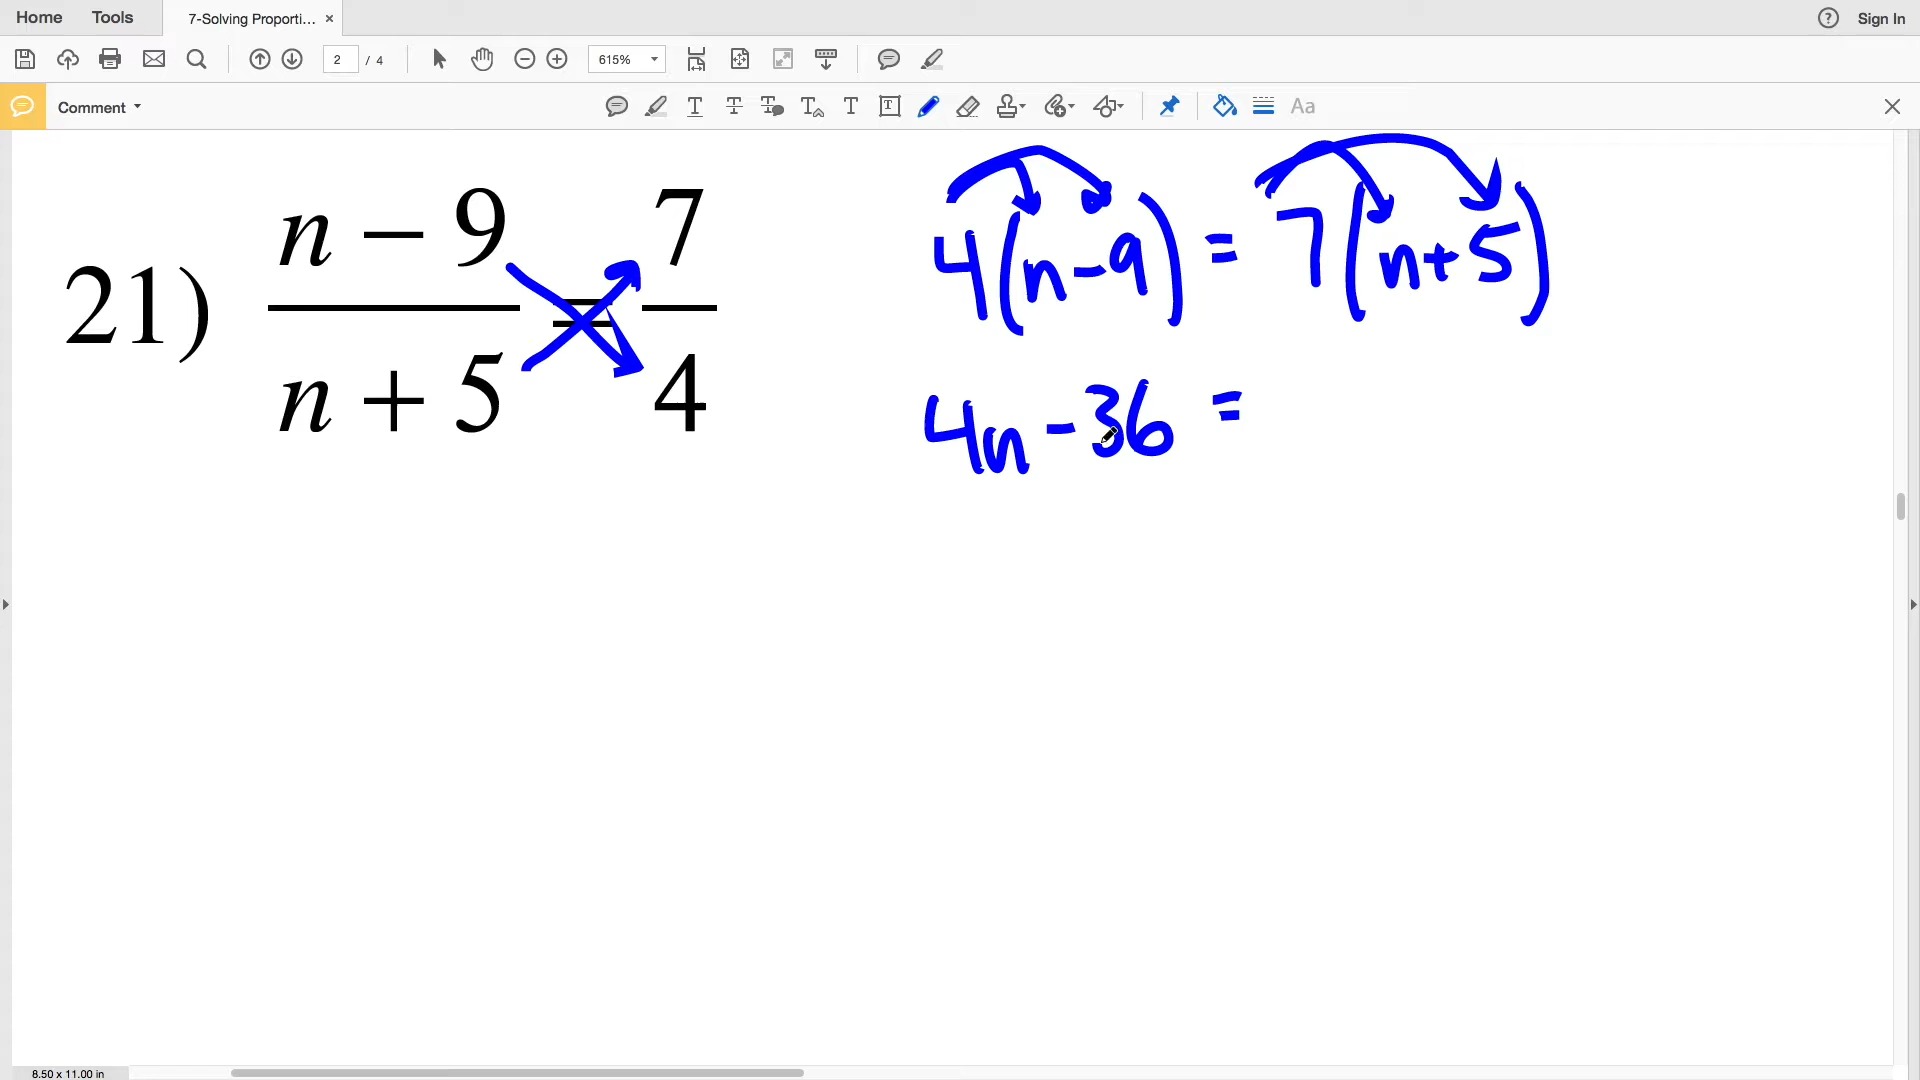 Home Tools 7-Solving Proporti... × Sign In
2 / 4 615%
Comment Aa
21) n − 9 / n + 5 = 7 / 4
4(n-9) = 7(n+5)
4n - 36 =
8.50 x 11.00 in